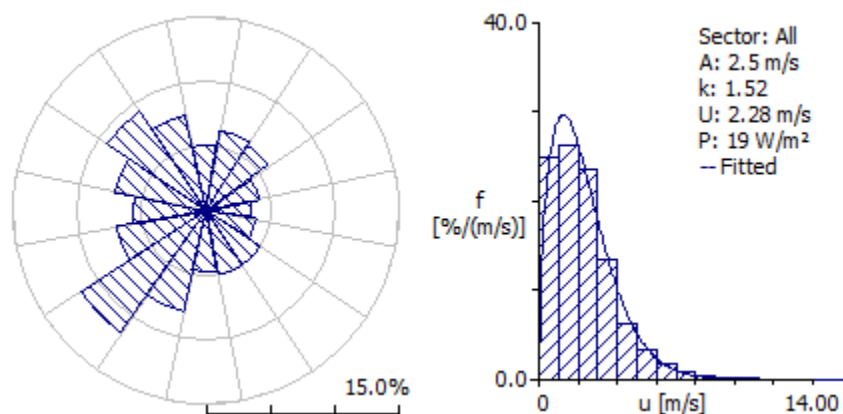 15.0%
40.0
f
[%/(m/s)]
0.0
0
u [m/s]
14.00
Sector: All
A: 2.5 m/s
k: 1.52
U: 2.28 m/s
P: 19 W/m²
-- Fitted